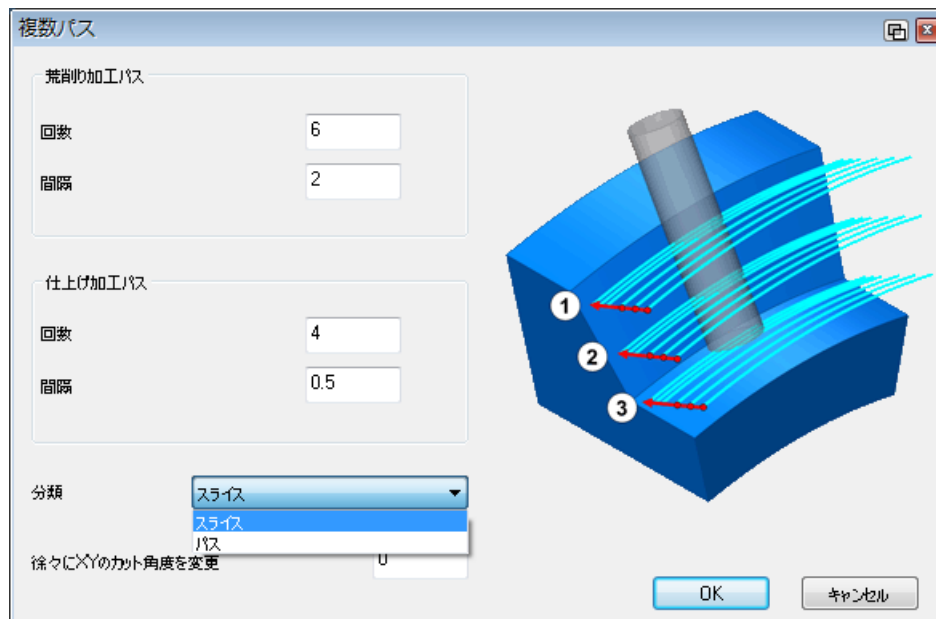 複数パス
荒削り加工パス
回数 6
間隔 2
1
2
3
仕上げ加工パス
回数 4
間隔 0.5
分類 スライス
スライス
パス
徐々にXYのカット角度を変更 0
OK キャンセル